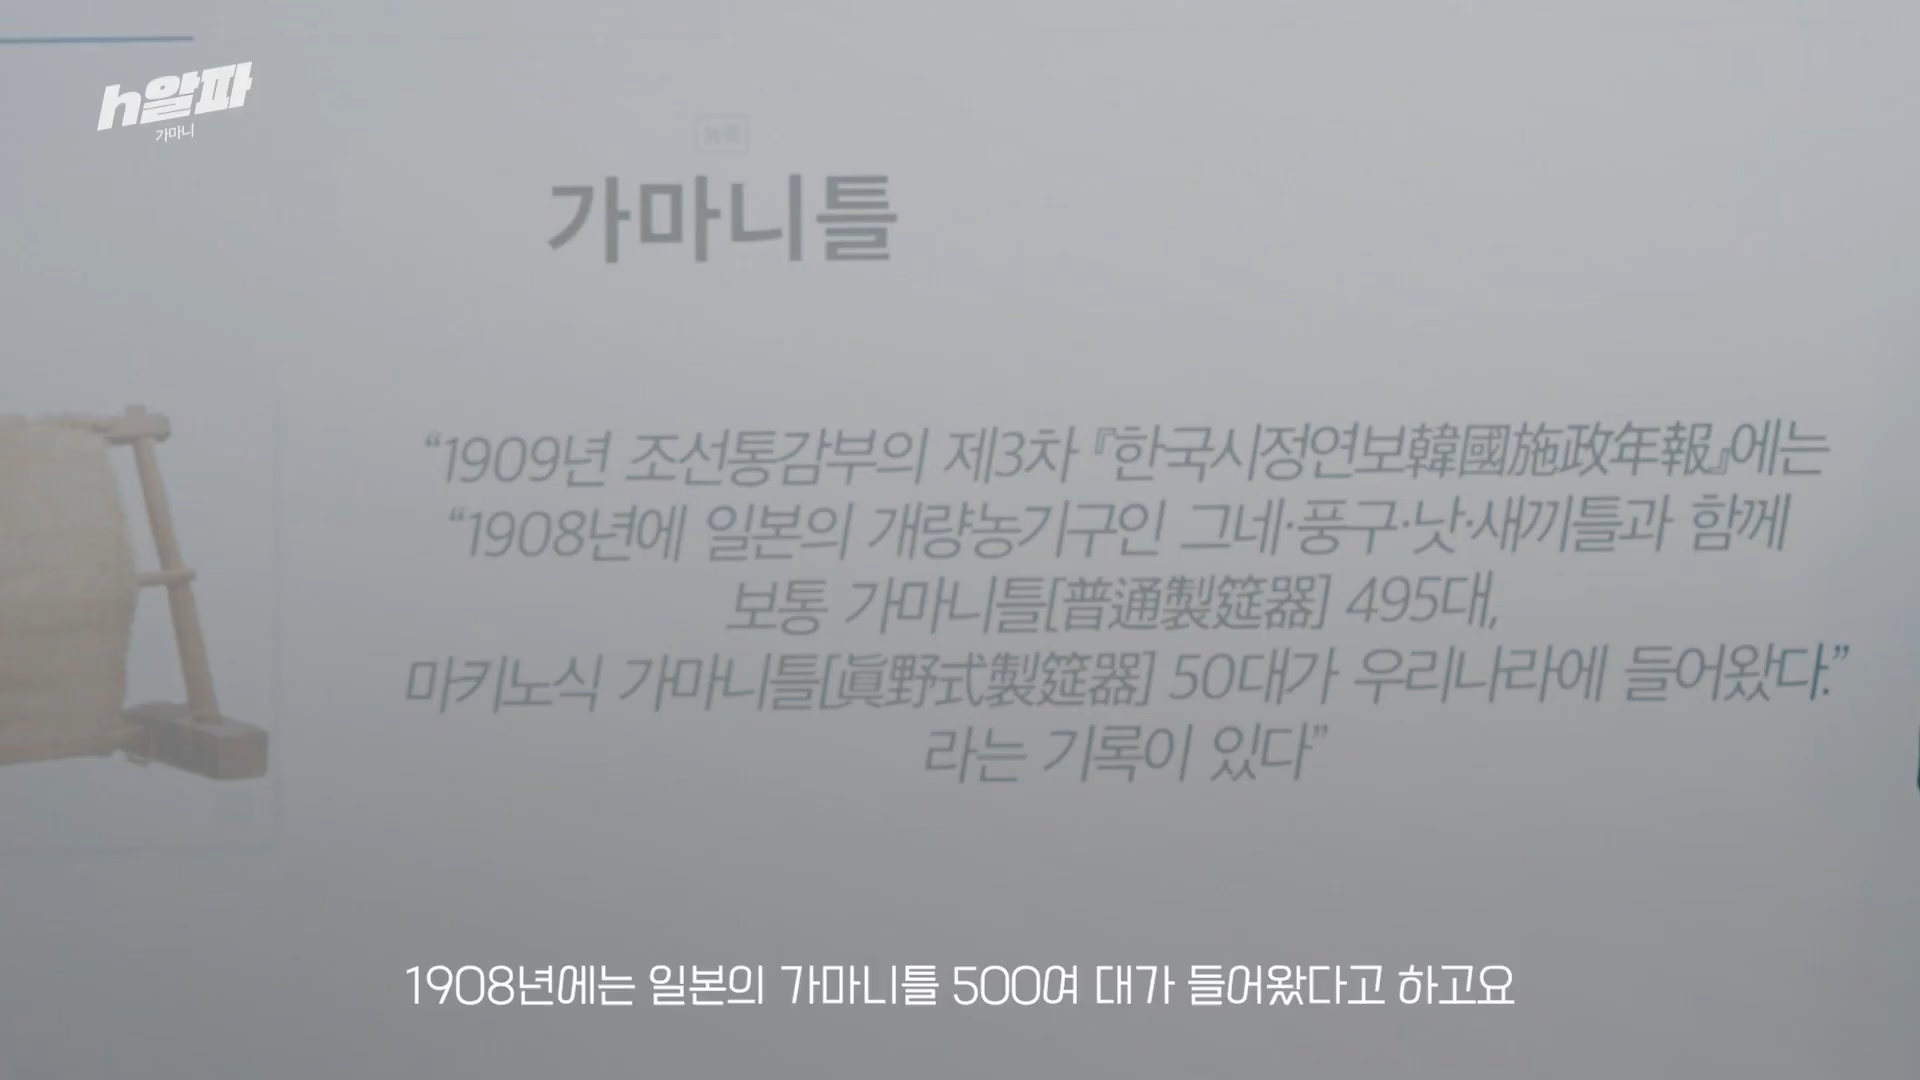 h알파
가마니
가마니틀
“1909년 조선통감부의 제3차 『한국시정연보韓國施政年報』에는
“1908년에 일본의 개량농기구인 그네·풍구·낫·새끼틀과 함께
보통 가마니틀[普通製筵器] 495대,
마키노식 가마니틀[眞野式製筵器] 50대가 우리나라에 들어왔다.”
라는 기록이 있다”
1908년에는 일본의 가마니틀 500여 대가 들어왔다고 하고요